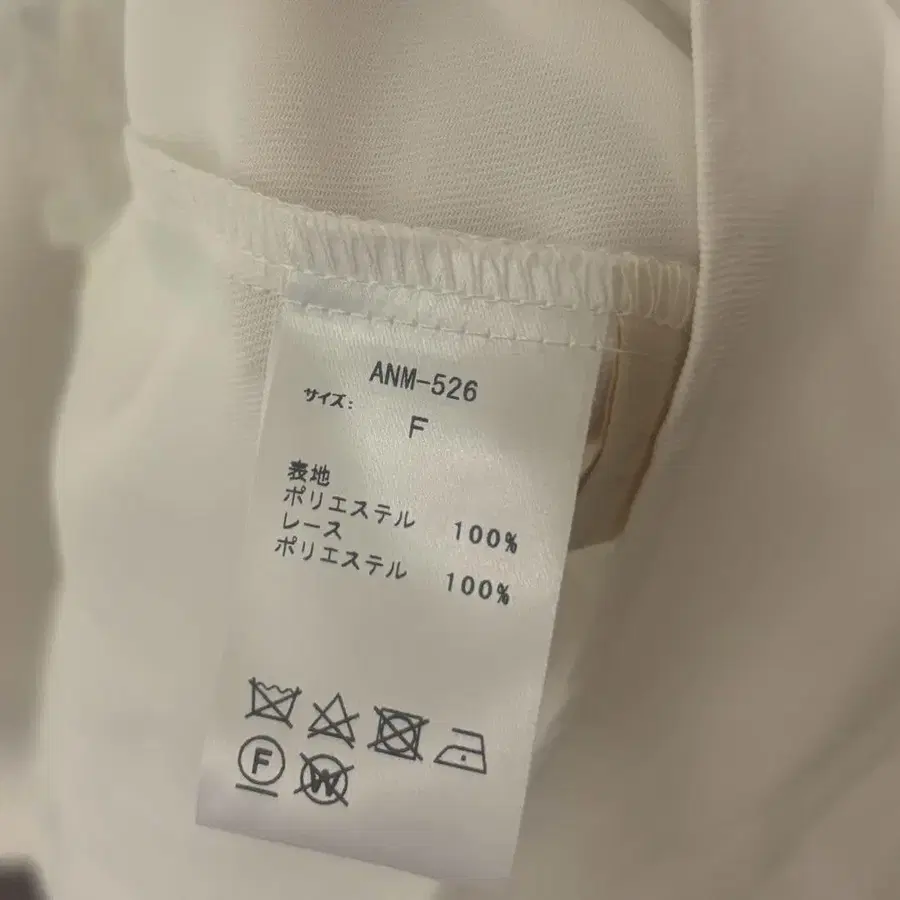 ANM-526
サイズ:
F
表地
ポリエステル 100%
レース
ポリエステル 100%
F W